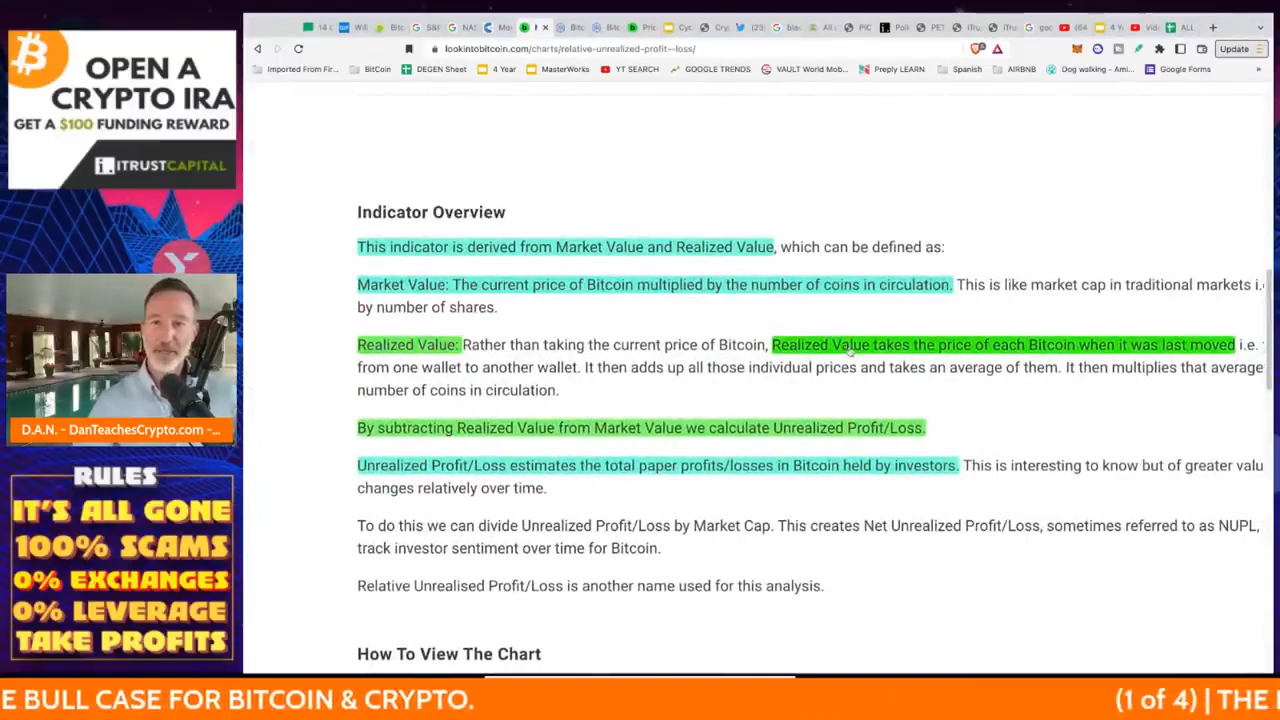 OPEN A
CRYPTO IRA
GET A $100 FUNDING REWARD
i. ITRUSTCAPITAL
D.A.N. - DanTeachesCrypto.com -...
RULES
IT'S ALL GONE
100% SCAMS
0% EXCHANGES
0% LEVERAGE
TAKE PROFITS
lookintobitcoin.com/charts/relative-unrealized-profit--loss/
Update
Imported From Fir... BitCoin DEGEN Sheet 4 Year MasterWorks YT SEARCH GOOGLE TRENDS VAULT World Mob... Preply LEARN Spanish AIRBNB Dog walking - Ami... Google Forms »
Indicator Overview
This indicator is derived from Market Value and Realized Value, which can be defined as:
Market Value: The current price of Bitcoin multiplied by the number of coins in circulation. This is like market cap in traditional markets i.
by number of shares.
Realized Value: Rather than taking the current price of Bitcoin, Realized Value takes the price of each Bitcoin when it was last moved i.e.
from one wallet to another wallet. It then adds up all those individual prices and takes an average of them. It then multiplies that average
number of coins in circulation.
By subtracting Realized Value from Market Value we calculate Unrealized Profit/Loss.
Unrealized Profit/Loss estimates the total paper profits/losses in Bitcoin held by investors. This is interesting to know but of greater valu
changes relatively over time.
To do this we can divide Unrealized Profit/Loss by Market Cap. This creates Net Unrealized Profit/Loss, sometimes referred to as NUPL,
track investor sentiment over time for Bitcoin.
Relative Unrealised Profit/Loss is another name used for this analysis.
How To View The Chart
E BULL CASE FOR BITCOIN & CRYPTO. (1 of 4) | THE